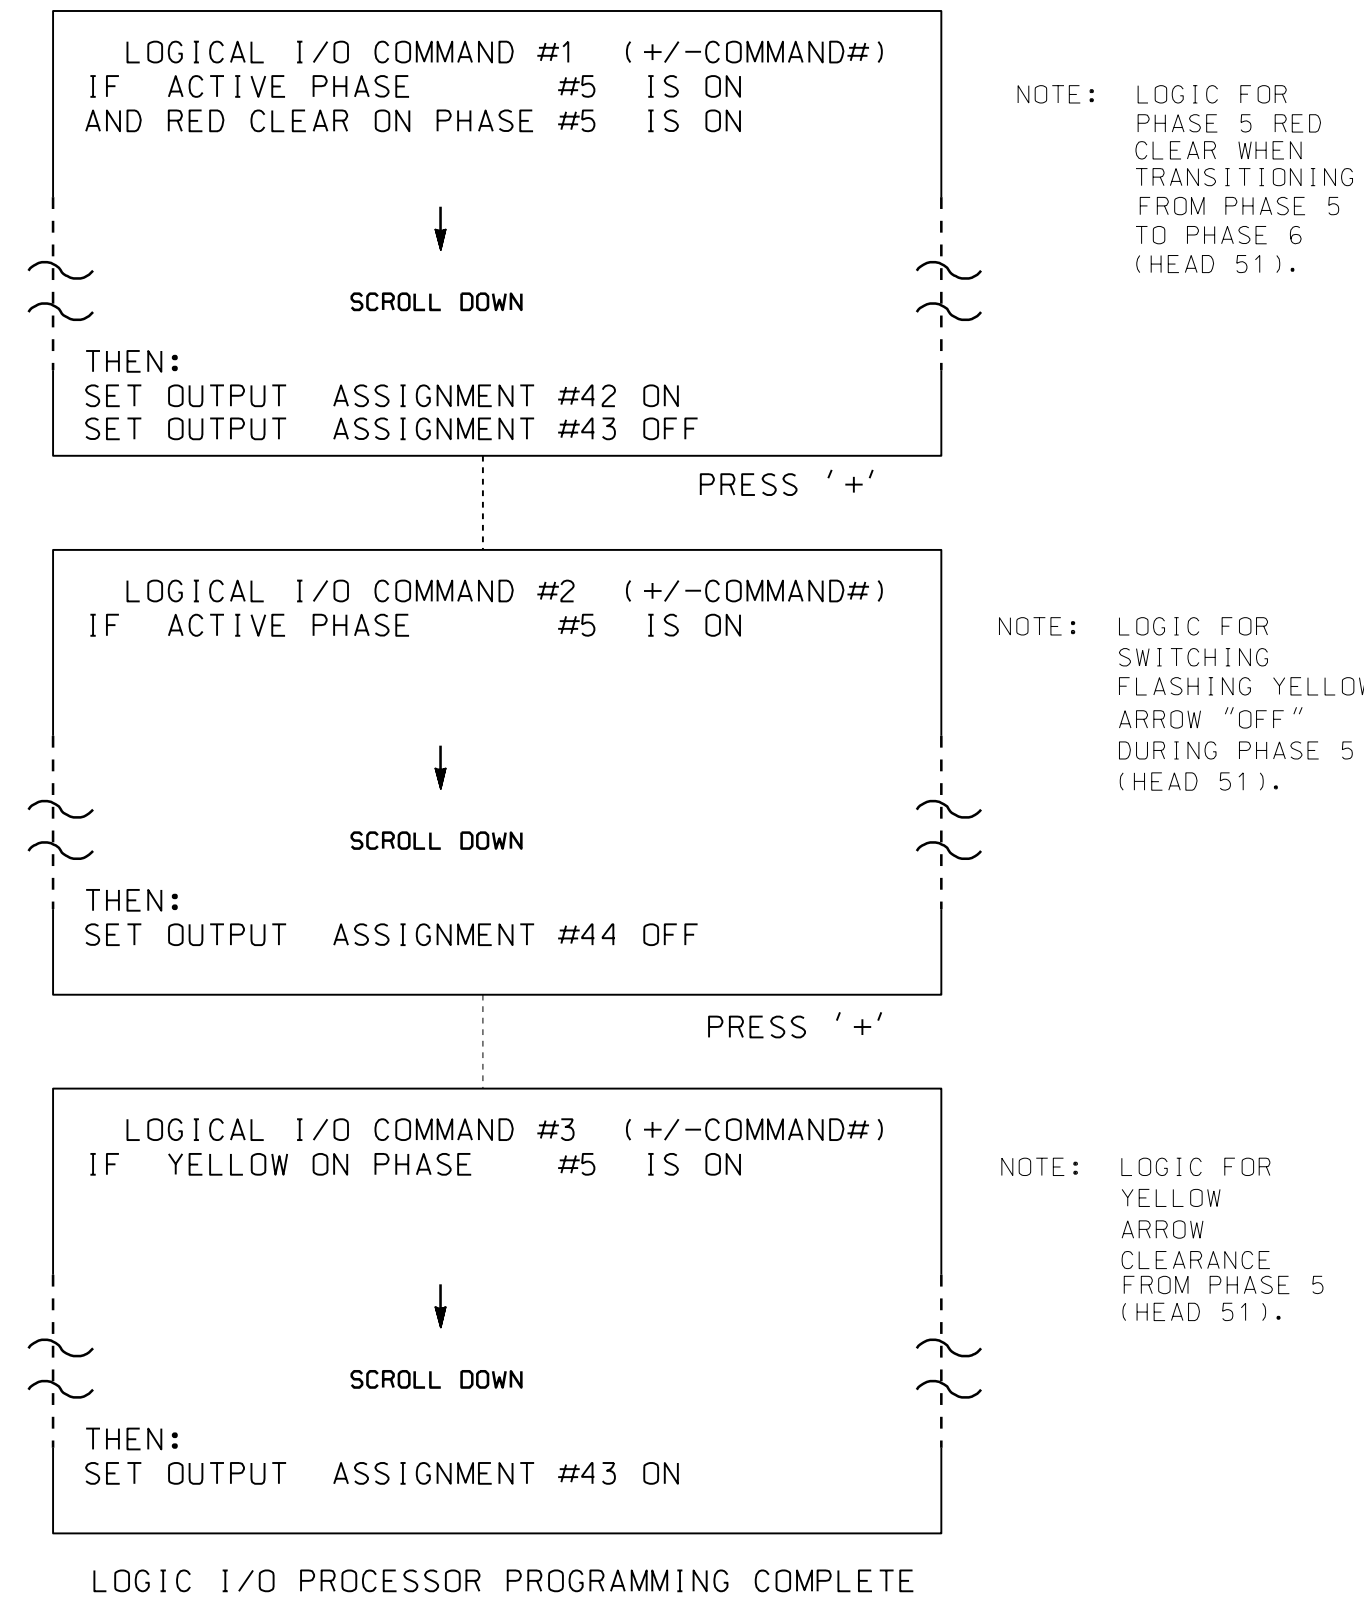 LOGICAL I/O COMMAND #1 (+/-COMMAND#)
IF ACTIVE PHASE #5 IS ON
AND RED CLEAR ON PHASE #5 IS ON
SCROLL DOWN
THEN:
SET OUTPUT ASSIGNMENT #42 ON
SET OUTPUT ASSIGNMENT #43 OFF
NOTE: LOGIC FOR
PHASE 5 RED
CLEAR WHEN
TRANSITIONING
FROM PHASE 5
TO PHASE 6
(HEAD 51).
PRESS '+'
LOGICAL I/O COMMAND #2 (+/-COMMAND#)
IF ACTIVE PHASE #5 IS ON
SCROLL DOWN
THEN:
SET OUTPUT ASSIGNMENT #44 OFF
NOTE: LOGIC FOR
SWITCHING
FLASHING YELLOW
ARROW "OFF"
DURING PHASE 5
(HEAD 51).
PRESS '+'
LOGICAL I/O COMMAND #3 (+/-COMMAND#)
IF YELLOW ON PHASE #5 IS ON
SCROLL DOWN
THEN:
SET OUTPUT ASSIGNMENT #43 ON
NOTE: LOGIC FOR
YELLOW
ARROW
CLEARANCE
FROM PHASE 5
(HEAD 51).
LOGIC I/O PROCESSOR PROGRAMMING COMPLETE